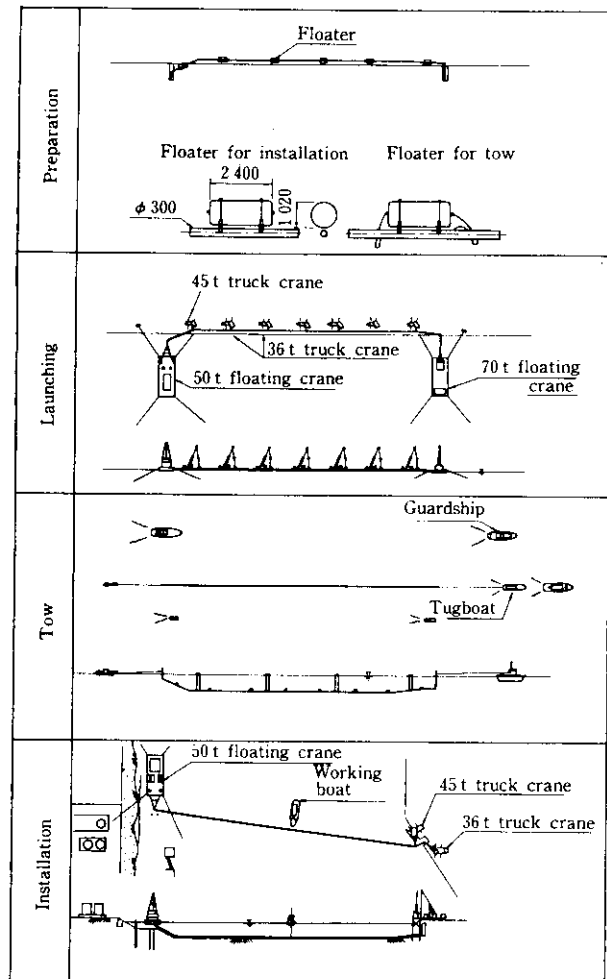 Preparation
Floater
Floater for installation
Floater for tow
2 400
1 020
φ 300
Launching
45 t truck crane
36 t truck crane
50 t floating crane
70 t floating
crane
Tow
Guardship
Tugboat
Installation
50 t floating crane
Working
boat
45 t truck crane
36 t truck crane